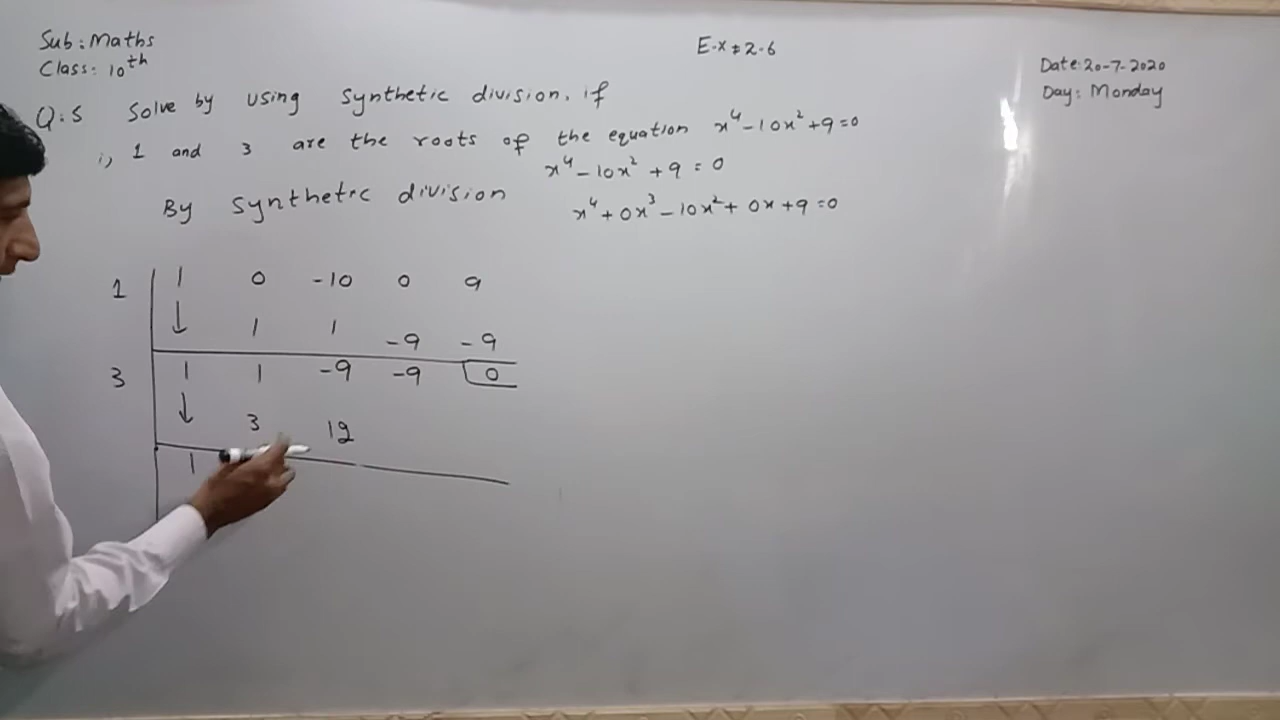 Sub: Maths
Class: 10th
E-x # 2-6
Date: 20-7-2020
Day: Monday
Q:5 Solve by using synthetic division, if
i, 1 and 3 are the roots of the equation x⁴-10x²+9=0
x⁴-10x²+9=0
By synthetic division x⁴+0x³-10x²+0x+9=0
1 1 0 -10 0 9
↓ 1 1 -9 -9
3 1 1 -9 -9 0
↓ 3 12
1